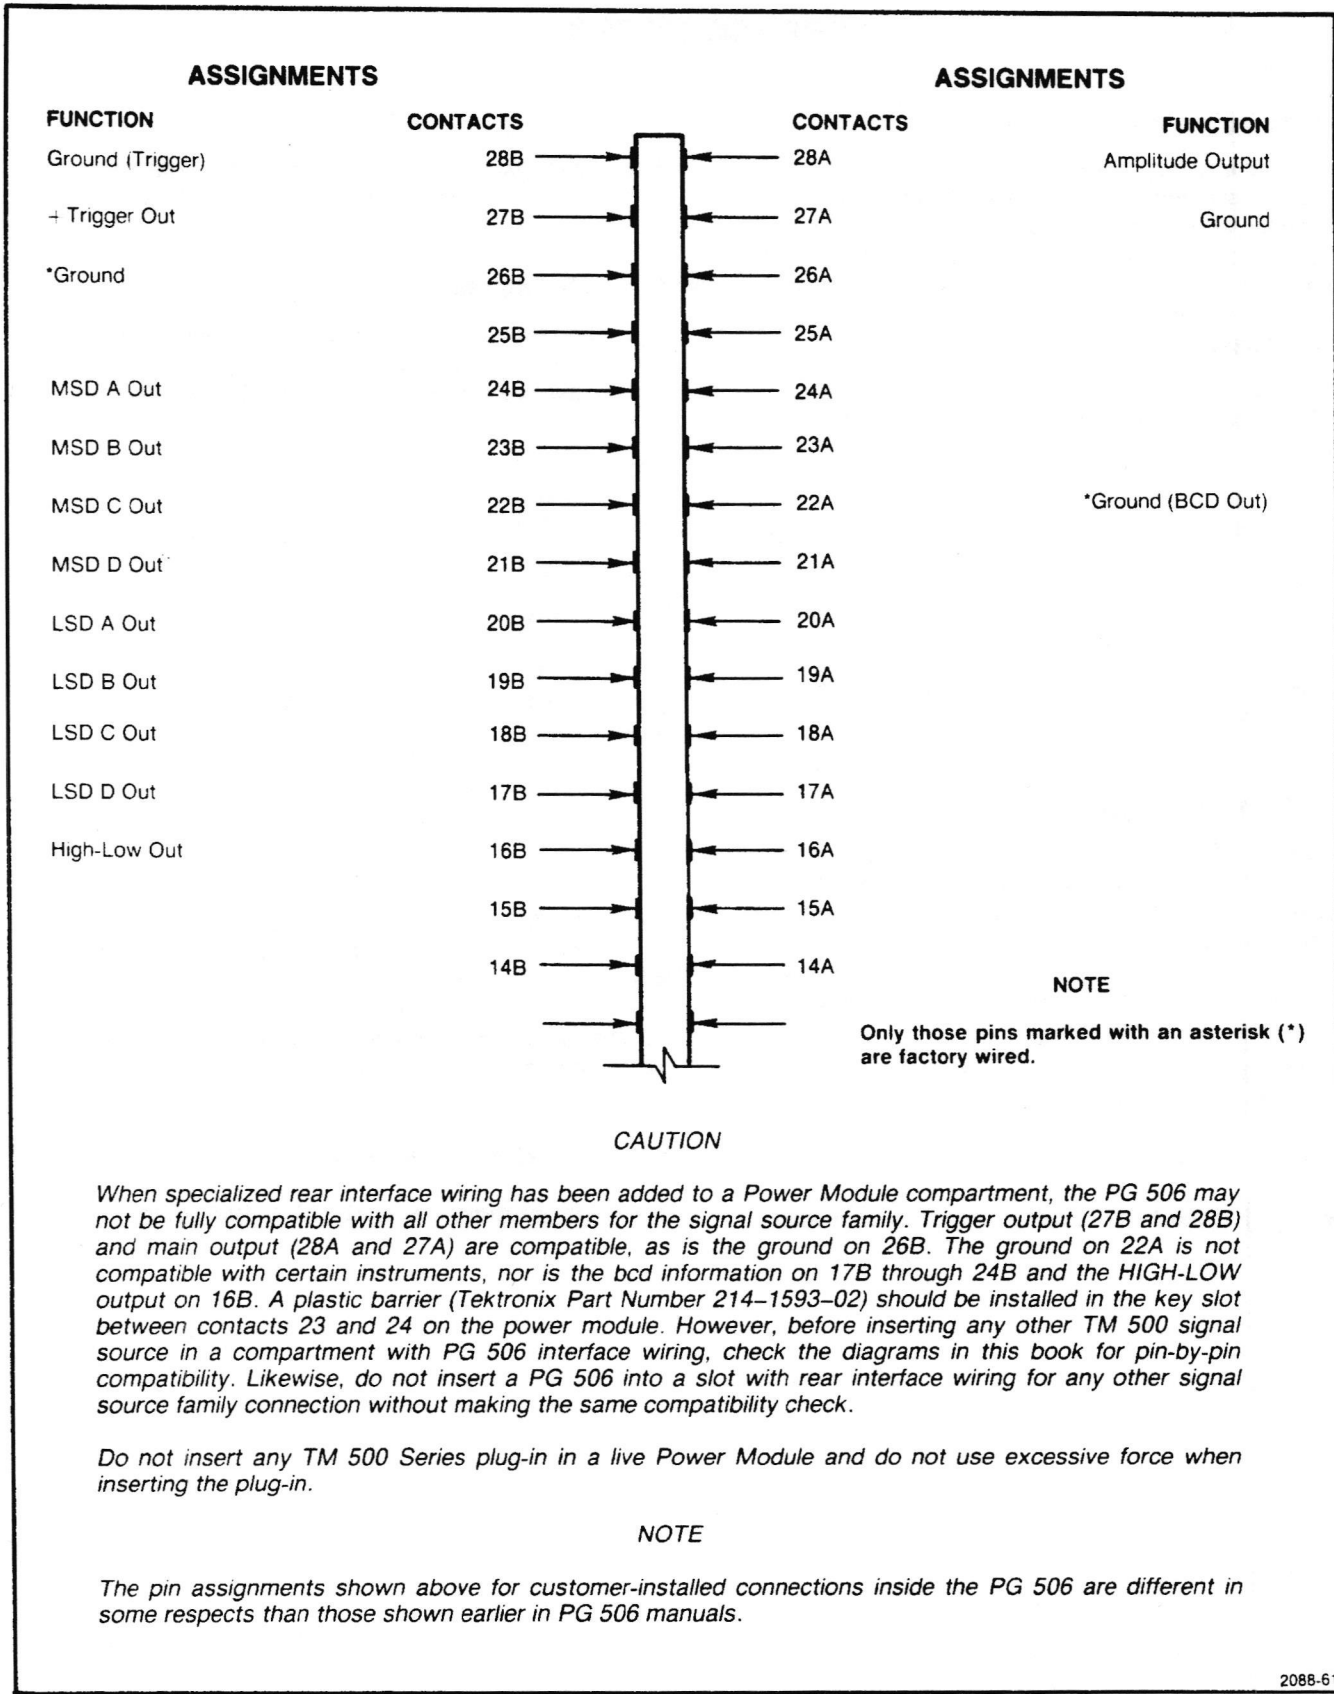 ASSIGNMENTS ASSIGNMENTS
FUNCTION CONTACTS CONTACTS FUNCTION
Ground (Trigger) 28B 28A Amplitude Output
+ Trigger Out 27B 27A Ground
*Ground 26B 26A
25B 25A
MSD A Out 24B 24A
MSD B Out 23B 23A
MSD C Out 22B 22A *Ground (BCD Out)
MSD D Out 21B 21A
LSD A Out 20B 20A
LSD B Out 19B 19A
LSD C Out 18B 18A
LSD D Out 17B 17A
High-Low Out 16B 16A
15B 15A
14B 14A
NOTE
Only those pins marked with an asterisk (*)
are factory wired.
CAUTION
When specialized rear interface wiring has been added to a Power Module compartment, the PG 506 may
not be fully compatible with all other members for the signal source family. Trigger output (27B and 28B)
and main output (28A and 27A) are compatible, as is the ground on 26B. The ground on 22A is not
compatible with certain instruments, nor is the bcd information on 17B through 24B and the HIGH-LOW
output on 16B. A plastic barrier (Tektronix Part Number 214–1593–02) should be installed in the key slot
between contacts 23 and 24 on the power module. However, before inserting any other TM 500 signal
source in a compartment with PG 506 interface wiring, check the diagrams in this book for pin-by-pin
compatibility. Likewise, do not insert a PG 506 into a slot with rear interface wiring for any other signal
source family connection without making the same compatibility check.
Do not insert any TM 500 Series plug-in in a live Power Module and do not use excessive force when
inserting the plug-in.
NOTE
The pin assignments shown above for customer-installed connections inside the PG 506 are different in
some respects than those shown earlier in PG 506 manuals.